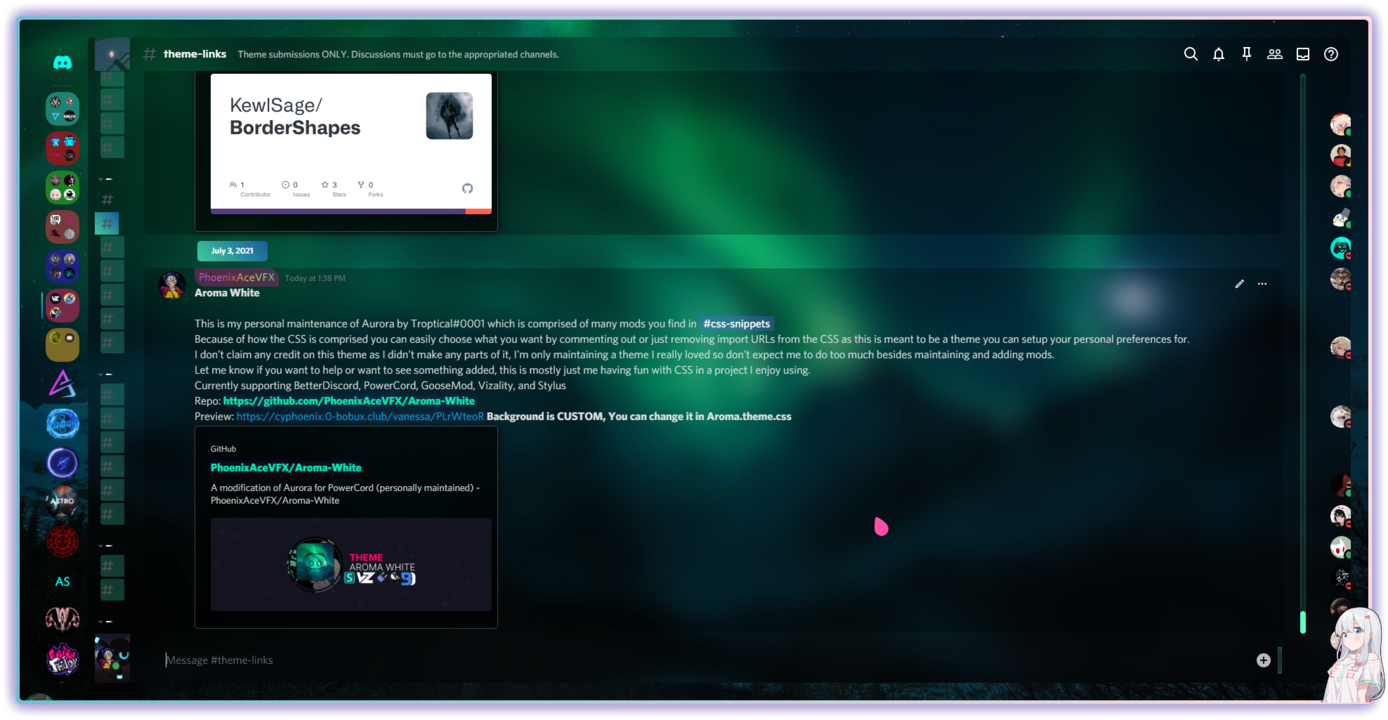 # theme-links Theme submissions ONLY. Discussions must go to the appropriated channels.
KewlSage/
BorderShapes
1 0 3 0
Contributor Issues Stars Forks
July 3, 2021
PhoenixAceVFX Today at 1:38 PM
Aroma White
This is my personal maintenance of Aurora by Troptical#0001 which is comprised of many mods you find in #css-snippets
Because of how the CSS is comprised you can easily choose what you want by commenting out or just removing import URLs from the CSS as this is meant to be a theme you can setup your personal preferences for.
I don't claim any credit on this theme as I didn't make any parts of it, I'm only maintaining a theme I really loved so don't expect me to do too much besides maintaining and adding mods.
Let me know if you want to help or want to see something added, this is mostly just me having fun with CSS in a project I enjoy using.
Currently supporting BetterDiscord, PowerCord, GooseMod, Vizality, and Stylus
Repo: https://github.com/PhoenixAceVFX/Aroma-White
Preview: https://cyphoenix.0-bobux.club/vanessa/PLrWteoR Background is CUSTOM, You can change it in Aroma.theme.css
GitHub
PhoenixAceVFX/Aroma-White
A modification of Aurora for PowerCord (personally maintained) -
PhoenixAceVFX/Aroma-White
THEME
AROMA WHITE
ASTRO
AS
Message #theme-links